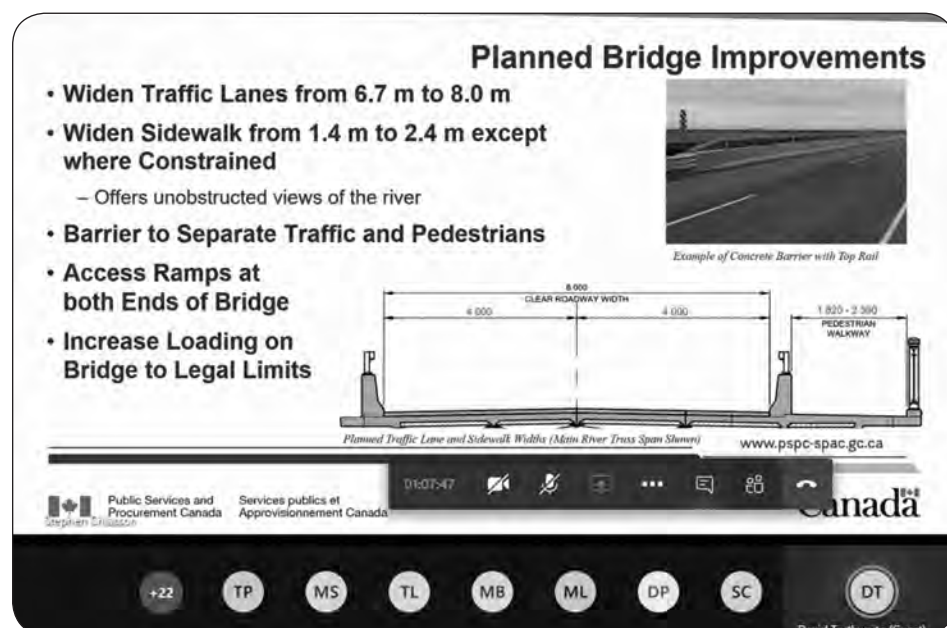 Planned Bridge Improvements
• Widen Traffic Lanes from 6.7 m to 8.0 m
• Widen Sidewalk from 1.4 m to 2.4 m except
where Constrained
– Offers unobstructed views of the river
• Barrier to Separate Traffic and Pedestrians
• Access Ramps at
both Ends of Bridge
• Increase Loading on
Bridge to Legal Limits
Example of Concrete Barrier with Top Rail
8.000
CLEAR ROADWAY WIDTH
4.000
4.000
1.820 - 2.390
PEDESTRIAN
WALKWAY
Planned Traffic Lane and Sidewalk Widths (Main River Truss Span Shown)
www.pspc-spac.gc.ca
01:07:47
Public Services and
Procurement Canada
Services publics et
Approvisionnement Canada
Canada
Stephen Chiasson
+22
TP
MS
TL
MB
ML
DP
SC
DT